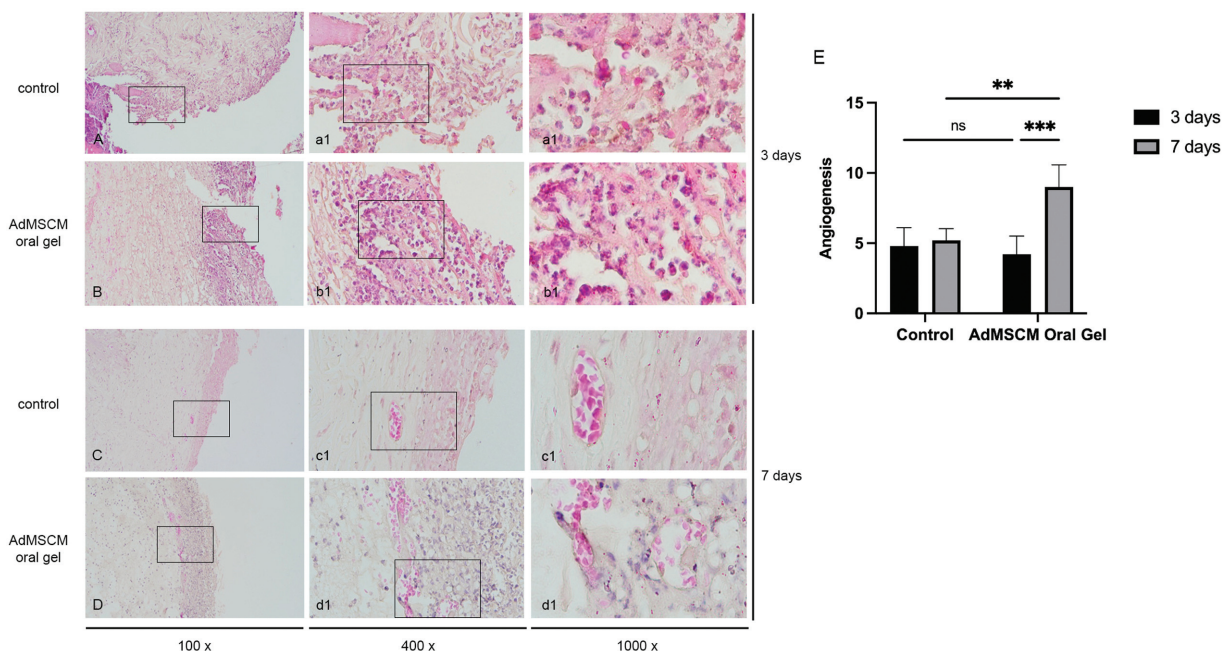 control
A
a1
a1
AdMSCM
oral gel
B
b1
b1
3 days
control
C
c1
c1
AdMSCM
oral gel
D
d1
d1
7 days
100 x
400 x
1000 x
E
Angiogenesis
15
10
5
0
ns
**
***
Control
AdMSCM Oral Gel
3 days
7 days